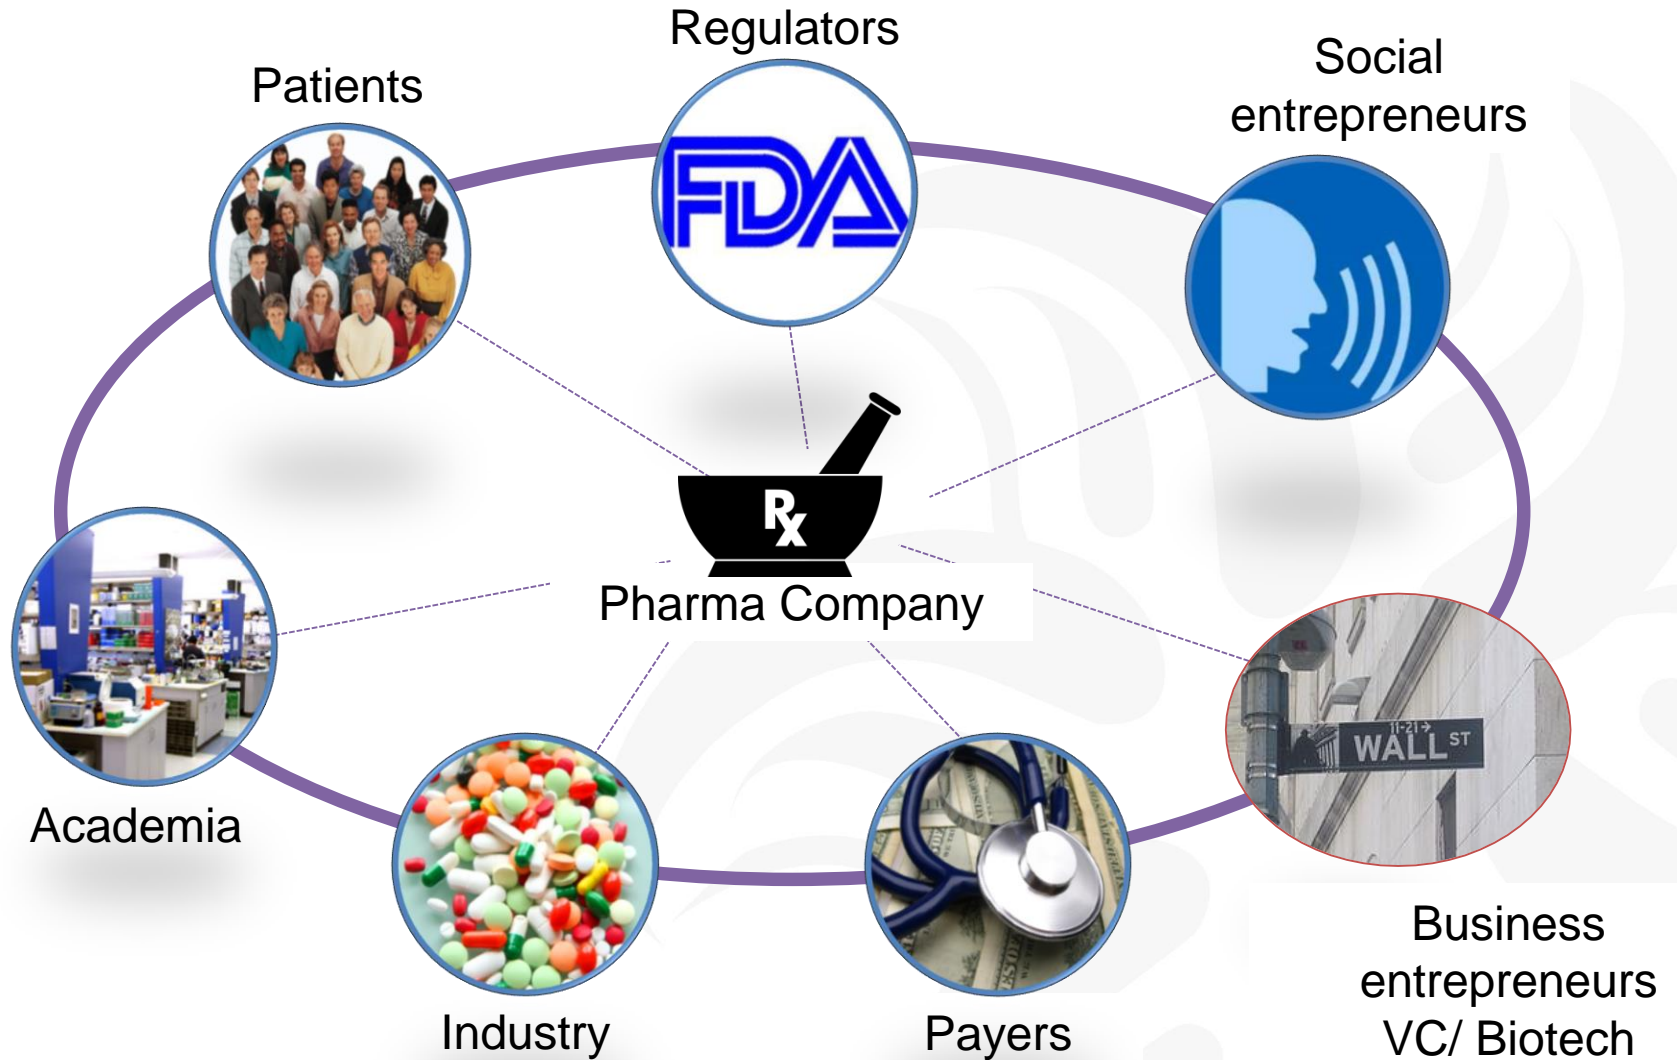 Regulators
Patients
Social
entrepreneurs
FDA
Rx
Pharma Company
11-21→
WALL ST
Academia
Industry
Payers
Business
entrepreneurs
VC/ Biotech